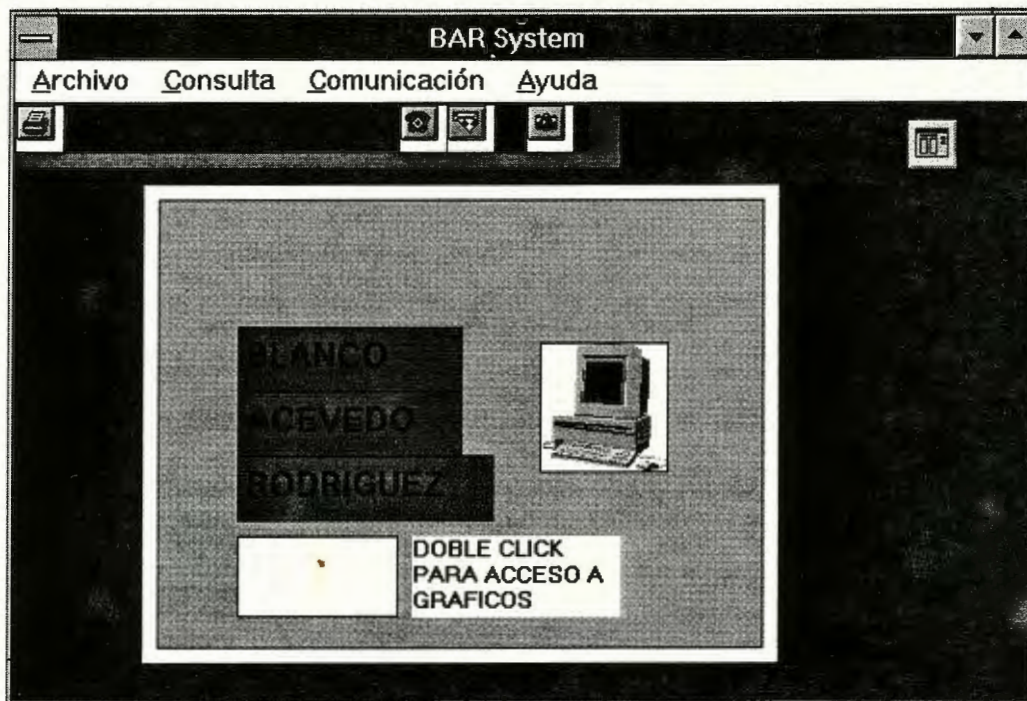 BAR System
Archivo Consulta Comunicación Ayuda
BLANCO
ACEVEDO
RODRIGUEZ
DOBLE CLICK
PARA ACCESO A
GRAFICOS